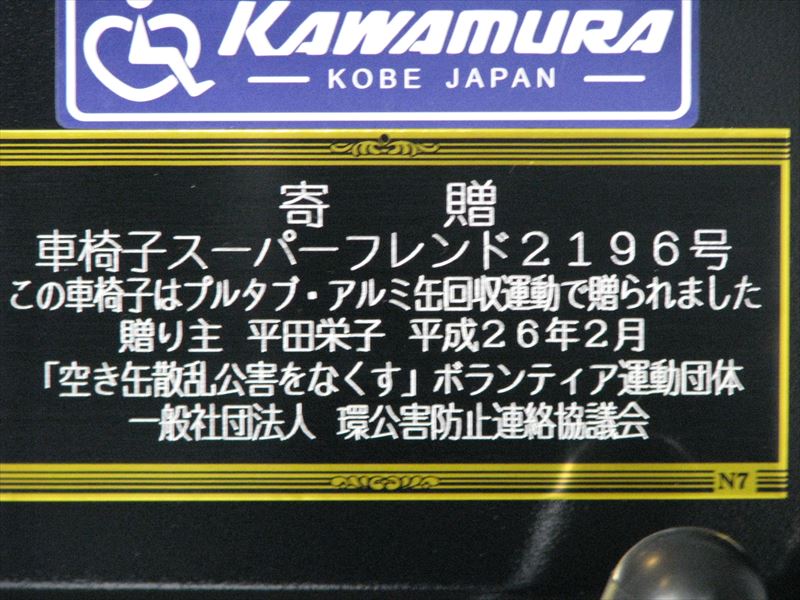 KAWAMURA
KOBE JAPAN
寄 贈
車椅子スーパーフレンド2196号
この車椅子はプルタブ・アルミ缶回収運動で贈られました
贈り主 平田栄子 平成26年2月
「空き缶散乱公害をなくす」ボランティア運動団体
一般社団法人 環公害防止連絡協議会
N7